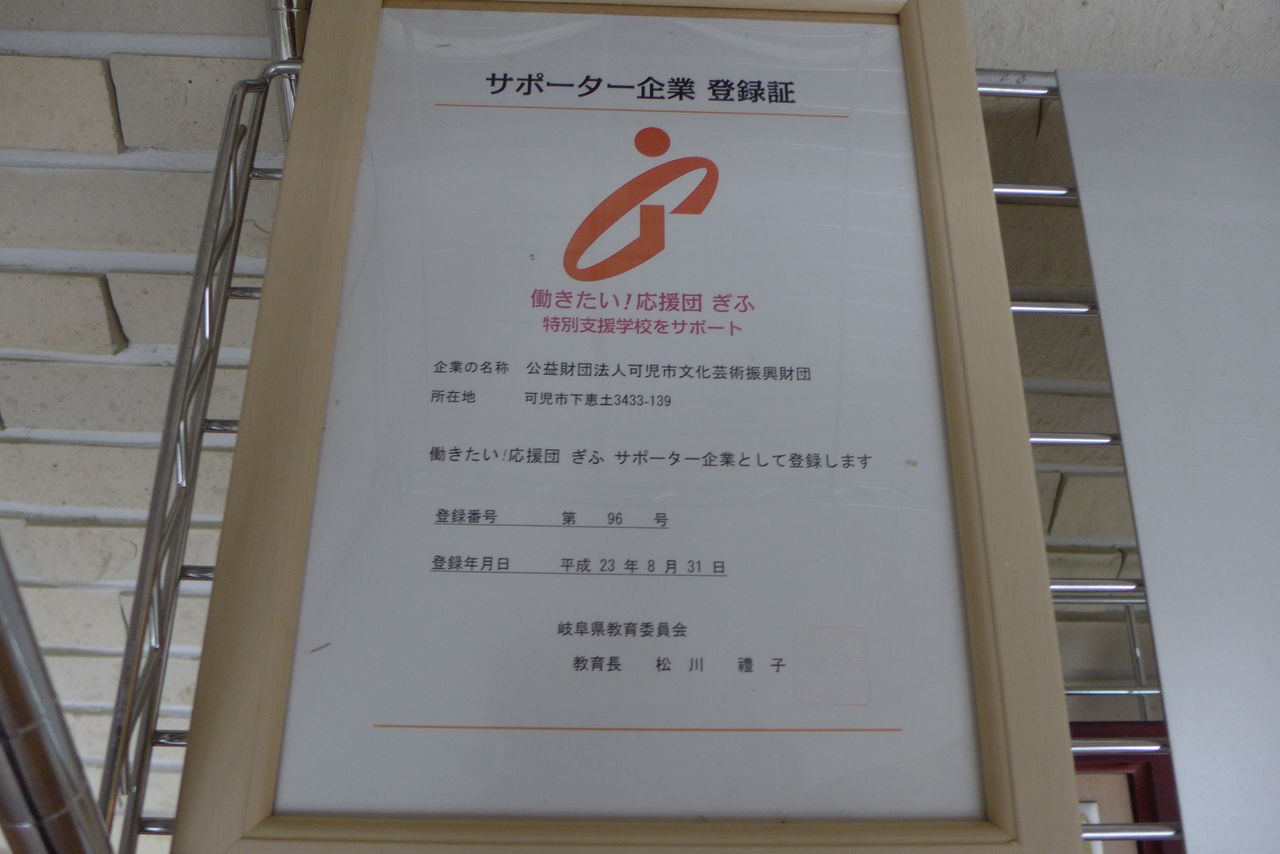 サポーター企業 登録証
働きたい！応援団 ぎふ
特別支援学校をサポート
企業の名称 公益財団法人可児市文化芸術振興財団
所在地 可児市下恵土3433-139
働きたい！応援団 ぎふ サポーター企業として登録します
登録番号 第 96 号
登録年月日 平成 23 年 8 月 31 日
岐阜県教育委員会
教育長 松 川 禮 子